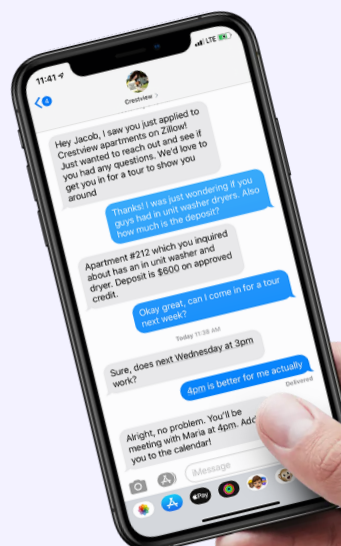 11:41
LTE
4
Crestview >
Hey Jacob, I saw you just applied to
Crestview apartments on Zillow!
Just wanted to reach out and see if
you had any questions. We'd love to
get you in for a tour to show you
around
Thanks! I was just wondering if you
guys had in unit washer dryers. Also
how much is the deposit?
Apartment #212 which you inquired
about has an in unit washer and
dryer. Deposit is $600 on approved
credit.
Okay great, can I come in for a tour
next week?
Today 11:38 AM
Sure, does next Wednesday at 3pm
work?
4pm is better for me actually
Delivered
Alright, no problem. You'll be
meeting with Maria at 4pm.
you to the calendar!
iMessage
Pay